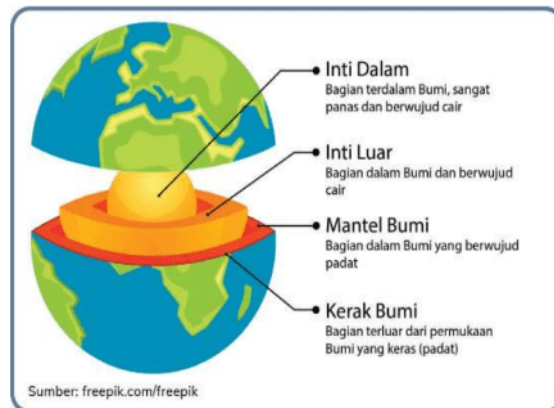 Inti Dalam
Bagian terdalam Bumi, sangat
panas dan berwujud cair
Inti Luar
Bagian dalam Bumi dan berwujud
cair
Mantel Bumi
Bagian dalam Bumi yang berwujud
padat
Kerak Bumi
Bagian terluar dari permukaan
Bumi yang keras (padat)
Sumber: freepik.com/freepik